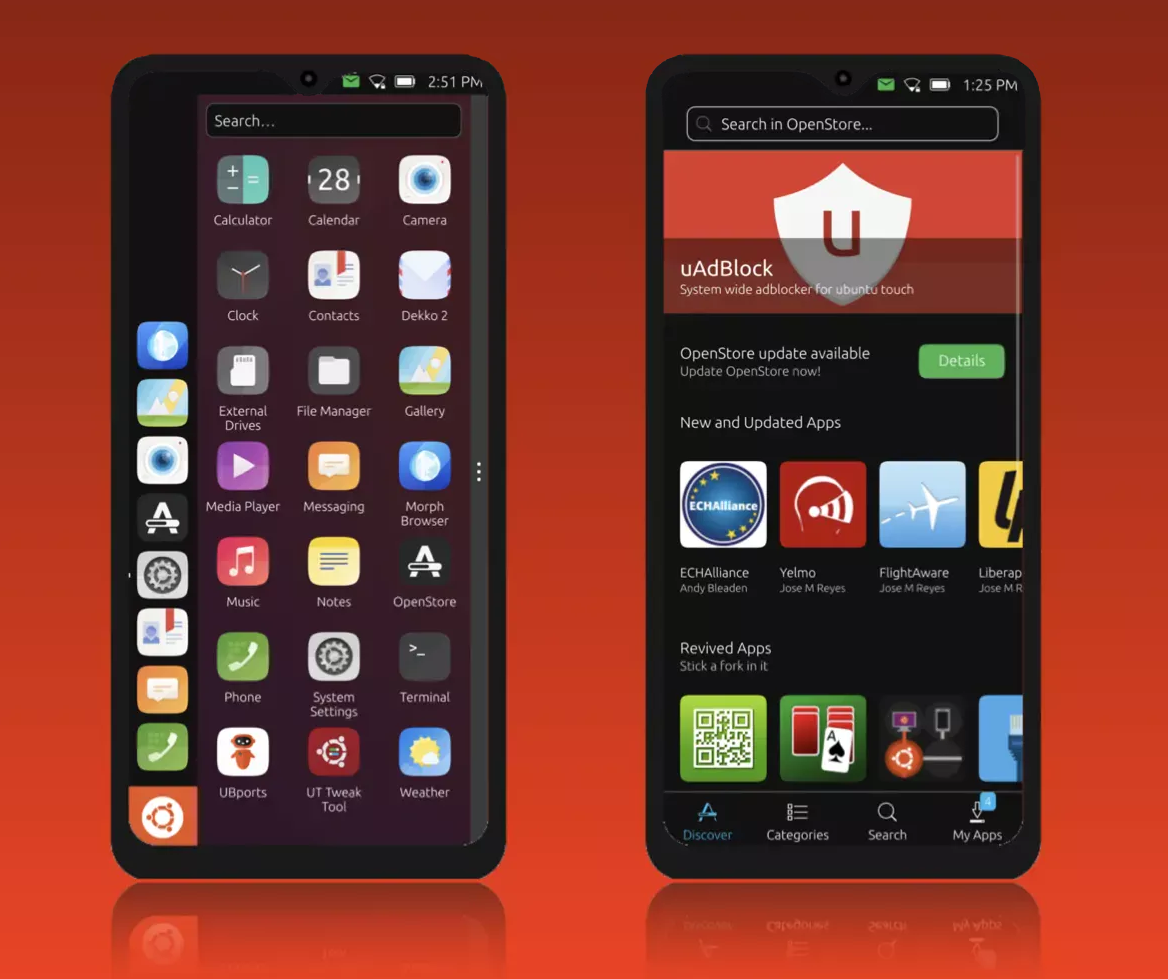 2:51 PM
Search...
+
− =
28
Calculator
Calendar
Camera
Clock
Contacts
Dekko 2
External
Drives
File Manager
Gallery
Media Player
Messaging
Morph
Browser
Music
Notes
OpenStore
>_
Phone
System
Settings
Terminal
UBports
UT Tweak
Tool
Weather
1:25 PM
Search in OpenStore...
u
uAdBlock
System wide adblocker for ubuntu touch
OpenStore update available
Update OpenStore now!
Details
New and Updated Apps
ECHAlliance
ECHAlliance
Andy Bleaden
Yelmo
Jose M Reyes
FlightAware
Jose M Reyes
Liberap
Jose M R
Revived Apps
Stick a fork in it
A
4
Discover
Categories
Search
My Apps